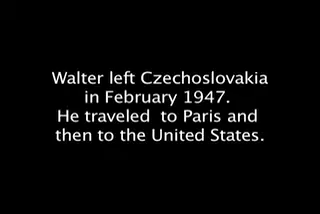 Walter left Czechoslovakia
in February 1947.
He traveled to Paris and
then to the United States.